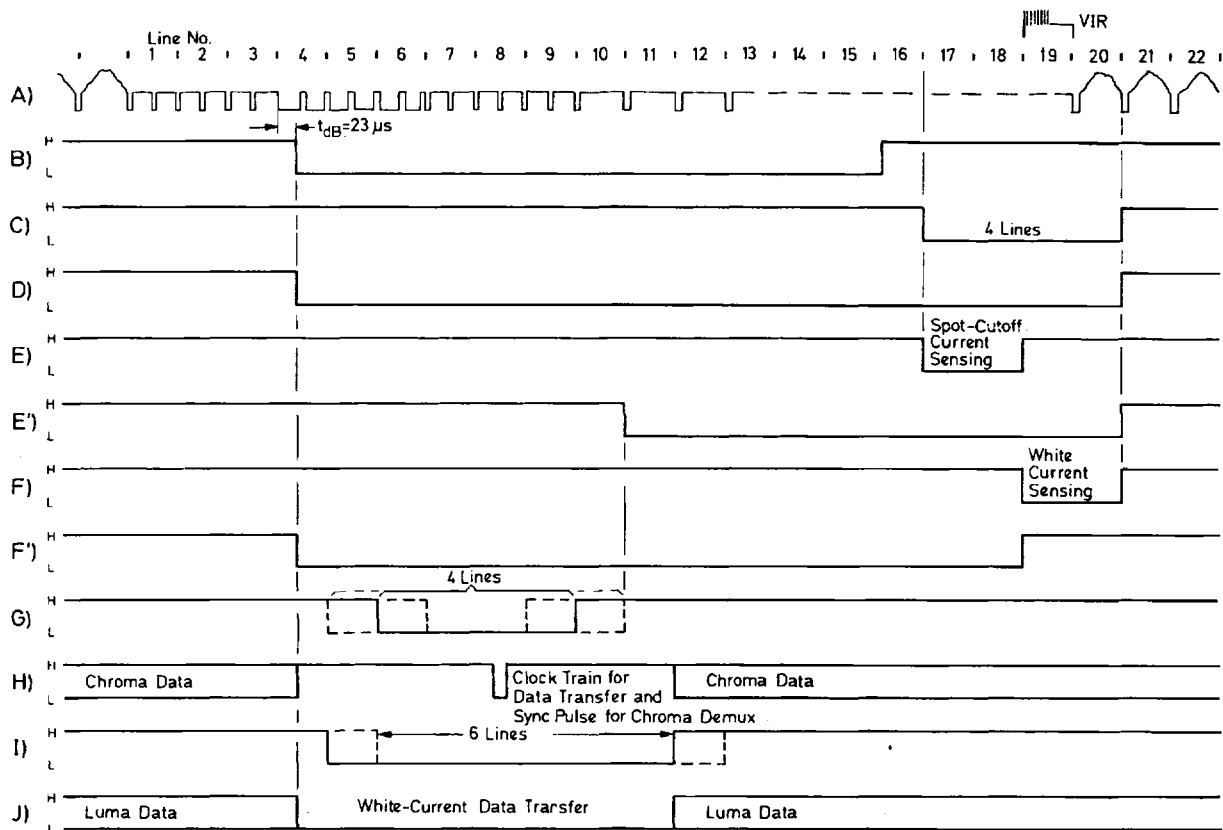 VIR
Line No.
1 2 3 4 5 6 7 8 9 10 11 12 13 14 15 16 17 18 19 20 21 22
A)
tdB=23 µs
H
B)
L
H
C)
4 Lines
L
H
D)
L
H
Spot-Cutoff
E)
Current
L
Sensing
H
E')
L
H
White
F)
Current
L
Sensing
H
F')
L
4 Lines
H
G)
L
H
H)
Chroma Data
Clock Train for
Chroma Data
L
Data Transfer and
Sync Pulse for Chroma Demux
H
I)
6 Lines
L
H
J)
Luma Data
White-Current Data Transfer
Luma Data
L